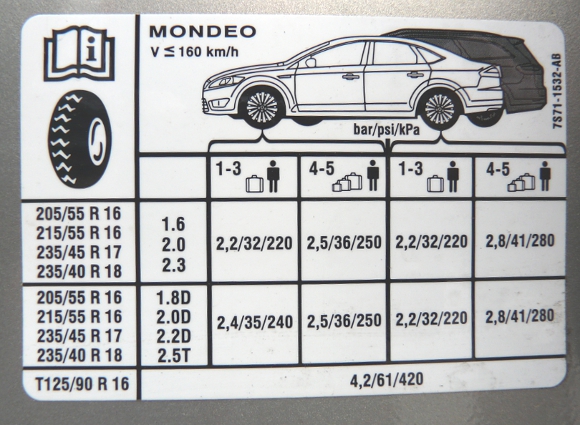 MONDEO
V ≤ 160 km/h
7S71-1532-AB
bar/psi/kPa
1-3 4-5 1-3 4-5
205/55 R 16
215/55 R 16
235/45 R 17
235/40 R 18
1.6
2.0
2.3
2,2/32/220 2,5/36/250 2,2/32/220 2,8/41/280
205/55 R 16
215/55 R 16
235/45 R 17
235/40 R 18
1.8D
2.0D
2.2D
2.5T
2,4/35/240 2,5/36/250 2,2/32/220 2,8/41/280
T125/90 R 16 4,2/61/420